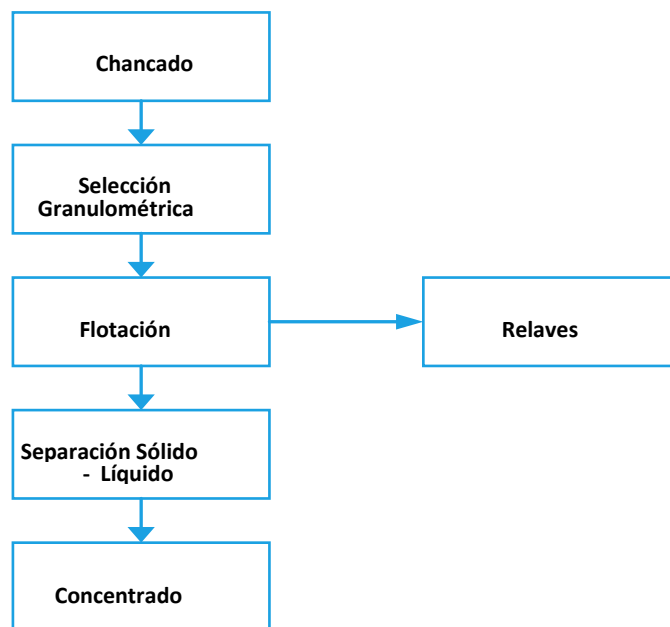 Chancado
Selección
Granulométrica
Flotación
Relaves
Separación Sólido
- Líquido
Concentrado